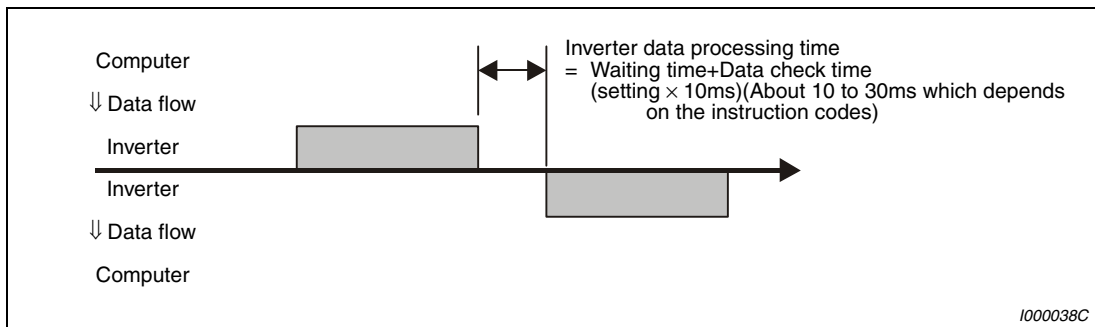 Computer
⇓ Data flow
Inverter
Inverter
⇓ Data flow
Computer
Inverter data processing time
= Waiting time+Data check time
(setting × 10ms)(About 10 to 30ms which depends
on the instruction codes)
I000038C